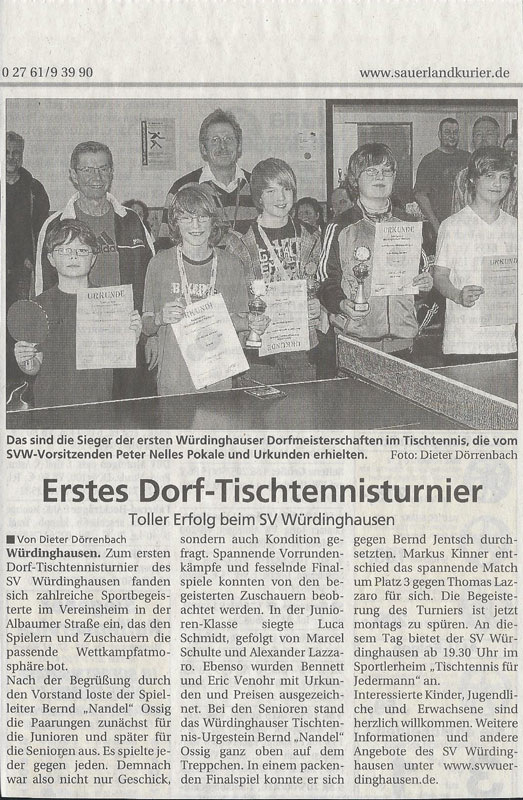 0 27 61/9 39 90
www.sauerlandkurier.de
URKUNDE
URKUNDE
URKUNDE
URKUNDE
Das sind die Sieger der ersten Würdinghauser Dorfmeisterschaften im Tischtennis, die vom
SVW-Vorsitzenden Peter Nelles Pokale und Urkunden erhielten. Foto: Dieter Dörrenbach
Erstes Dorf-Tischtennisturnier
Toller Erfolg beim SV Würdinghausen
■ Von Dieter Dörrenbach
Würdinghausen. Zum ersten
Dorf-Tischtennisturnier des
SV Würdinghausen fanden
sich zahlreiche Sportbegeis-
terte im Vereinsheim in der
Albaumer Straße ein, das den
Spielern und Zuschauern die
passende Wettkampfatmo-
sphäre bot.
Nach der Begrüßung durch
den Vorstand loste der Spiel-
leiter Bernd „Nandel" Ossig
die Paarungen zunächst für
die Junioren und später für
die Senioren aus. Es spielte je-
der gegen jeden. Demnach
war also nicht nur Geschick,
sondern auch Kondition ge-
fragt. Spannende Vorrunden-
kämpfe und fesselnde Final-
spiele konnten von den be-
geisterten Zuschauern beob-
achtet werden. In der Junio-
ren-Klasse siegte Luca
Schmidt, gefolgt von Marcel
Schulte und Alexander Lazza-
ro. Ebenso wurden Bennett
und Eric Venohr mit Urkun-
den und Preisen ausgezeich-
net. Bei den Senioren stand
das Würdinghauser Tischten-
nis-Urgestein Bernd „Nandel"
Ossig ganz oben auf dem
Treppchen. In einem packen-
den Finalspiel konnte er sich
gegen Bernd Jentsch durch-
setzten. Markus Kinner ent-
schied das spannende Match
um Platz 3 gegen Thomas Laz-
zaro für sich. Die Begeiste-
rung des Turniers ist jetzt
montags zu spüren. An die-
sem Tag bietet der SV Wür-
dinghausen ab 19.30 Uhr im
Sportlerheim „Tischtennis für
Jedermann" an.
Interessierte Kinder, Jugendli-
che und Erwachsene sind
herzlich willkommen. Weitere
Informationen und andere
Angebote des SV Würding-
hausen unter www.svwuer-
dinghausen.de.